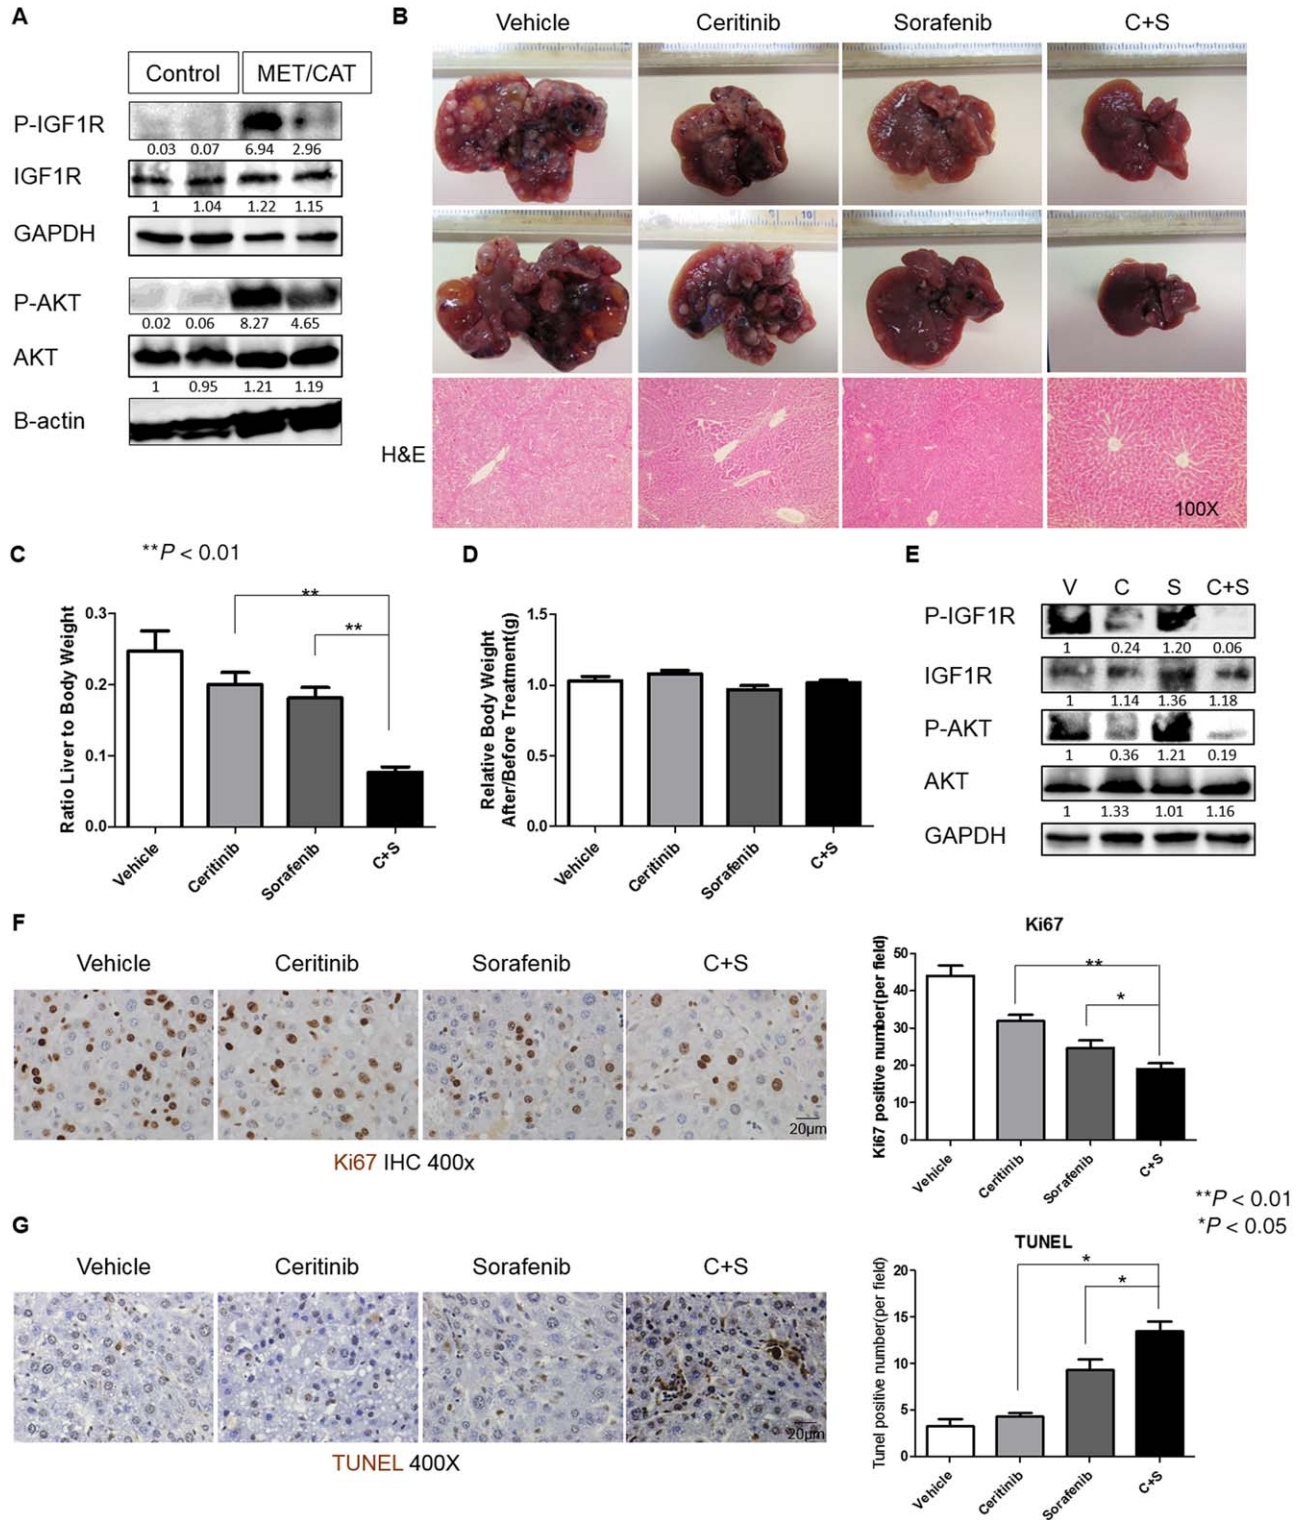 A
Control MET/CAT
P-IGF1R
0.03 0.07 6.94 2.96
IGF1R
1 1.04 1.22 1.15
GAPDH
P-AKT
0.02 0.06 8.27 4.65
AKT
1 0.95 1.21 1.19
B-actin
B
Vehicle Ceritinib Sorafenib C+S
H&E
100X
C
**P < 0.01
Ratio Liver to Body Weight
0.3
0.2
0.1
0.0
**
**
Vehicle Ceritinib Sorafenib C+S
D
Relative Body Weight
After/Before Treatment(g)
1.5
1.0
0.5
0.0
Vehicle Ceritinib Sorafenib C+S
E
V C S C+S
P-IGF1R
1 0.24 1.20 0.06
IGF1R
1 1.14 1.36 1.18
P-AKT
1 0.36 1.21 0.19
AKT
1 1.33 1.01 1.16
GAPDH
F
Vehicle Ceritinib Sorafenib C+S
20μm
Ki67 IHC 400x
Ki67
Ki67 positive number(per field)
50
40
30
20
10
0
**
*
Vehicle Ceritinib Sorafenib C+S
**P < 0.01
*P < 0.05
G
Vehicle Ceritinib Sorafenib C+S
20μm
TUNEL 400X
TUNEL
Tunel positive number(per field)
20
15
10
5
0
*
*
Vehicle Ceritinib Sorafenib C+S